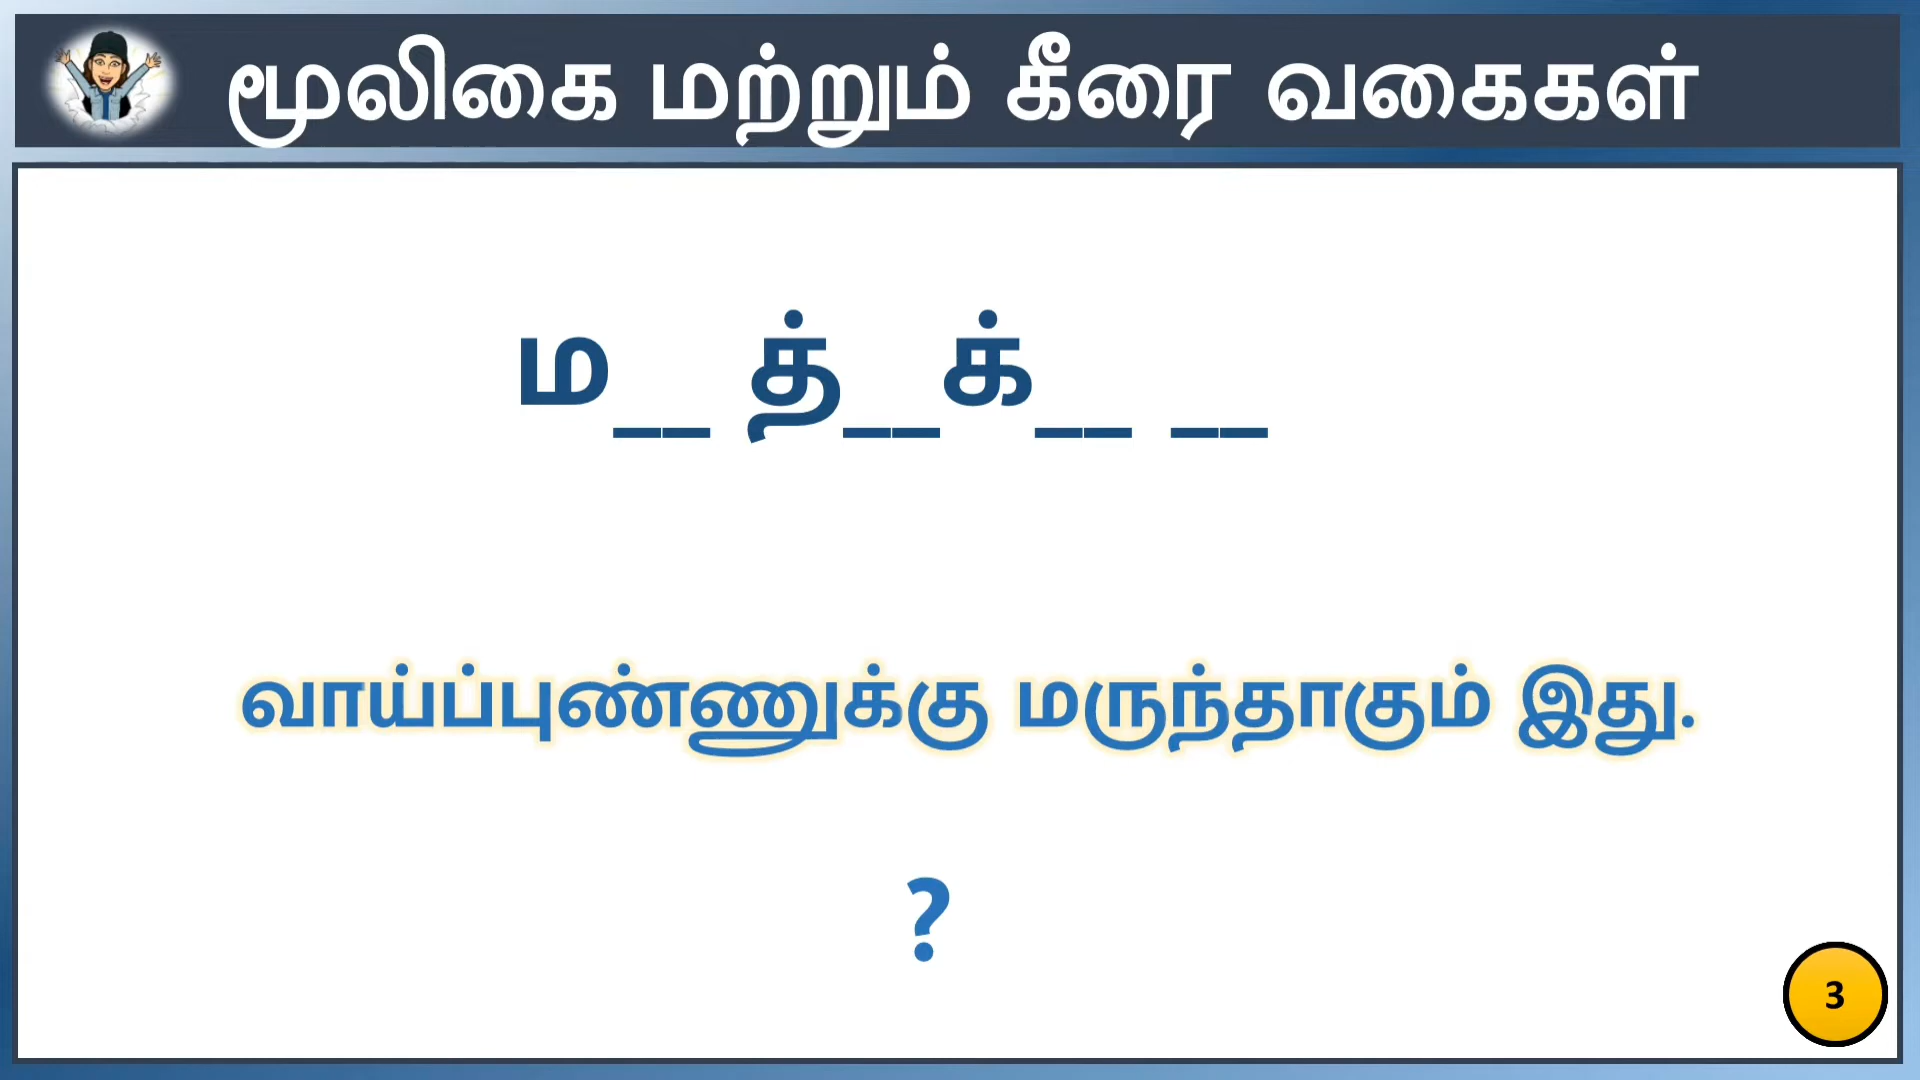 மூலிகை மற்றும் கீரை வகைகள்
ம__ த்__க்__ __
வாய்ப்புண்ணுக்கு மருந்தாகும் இது.
?
3